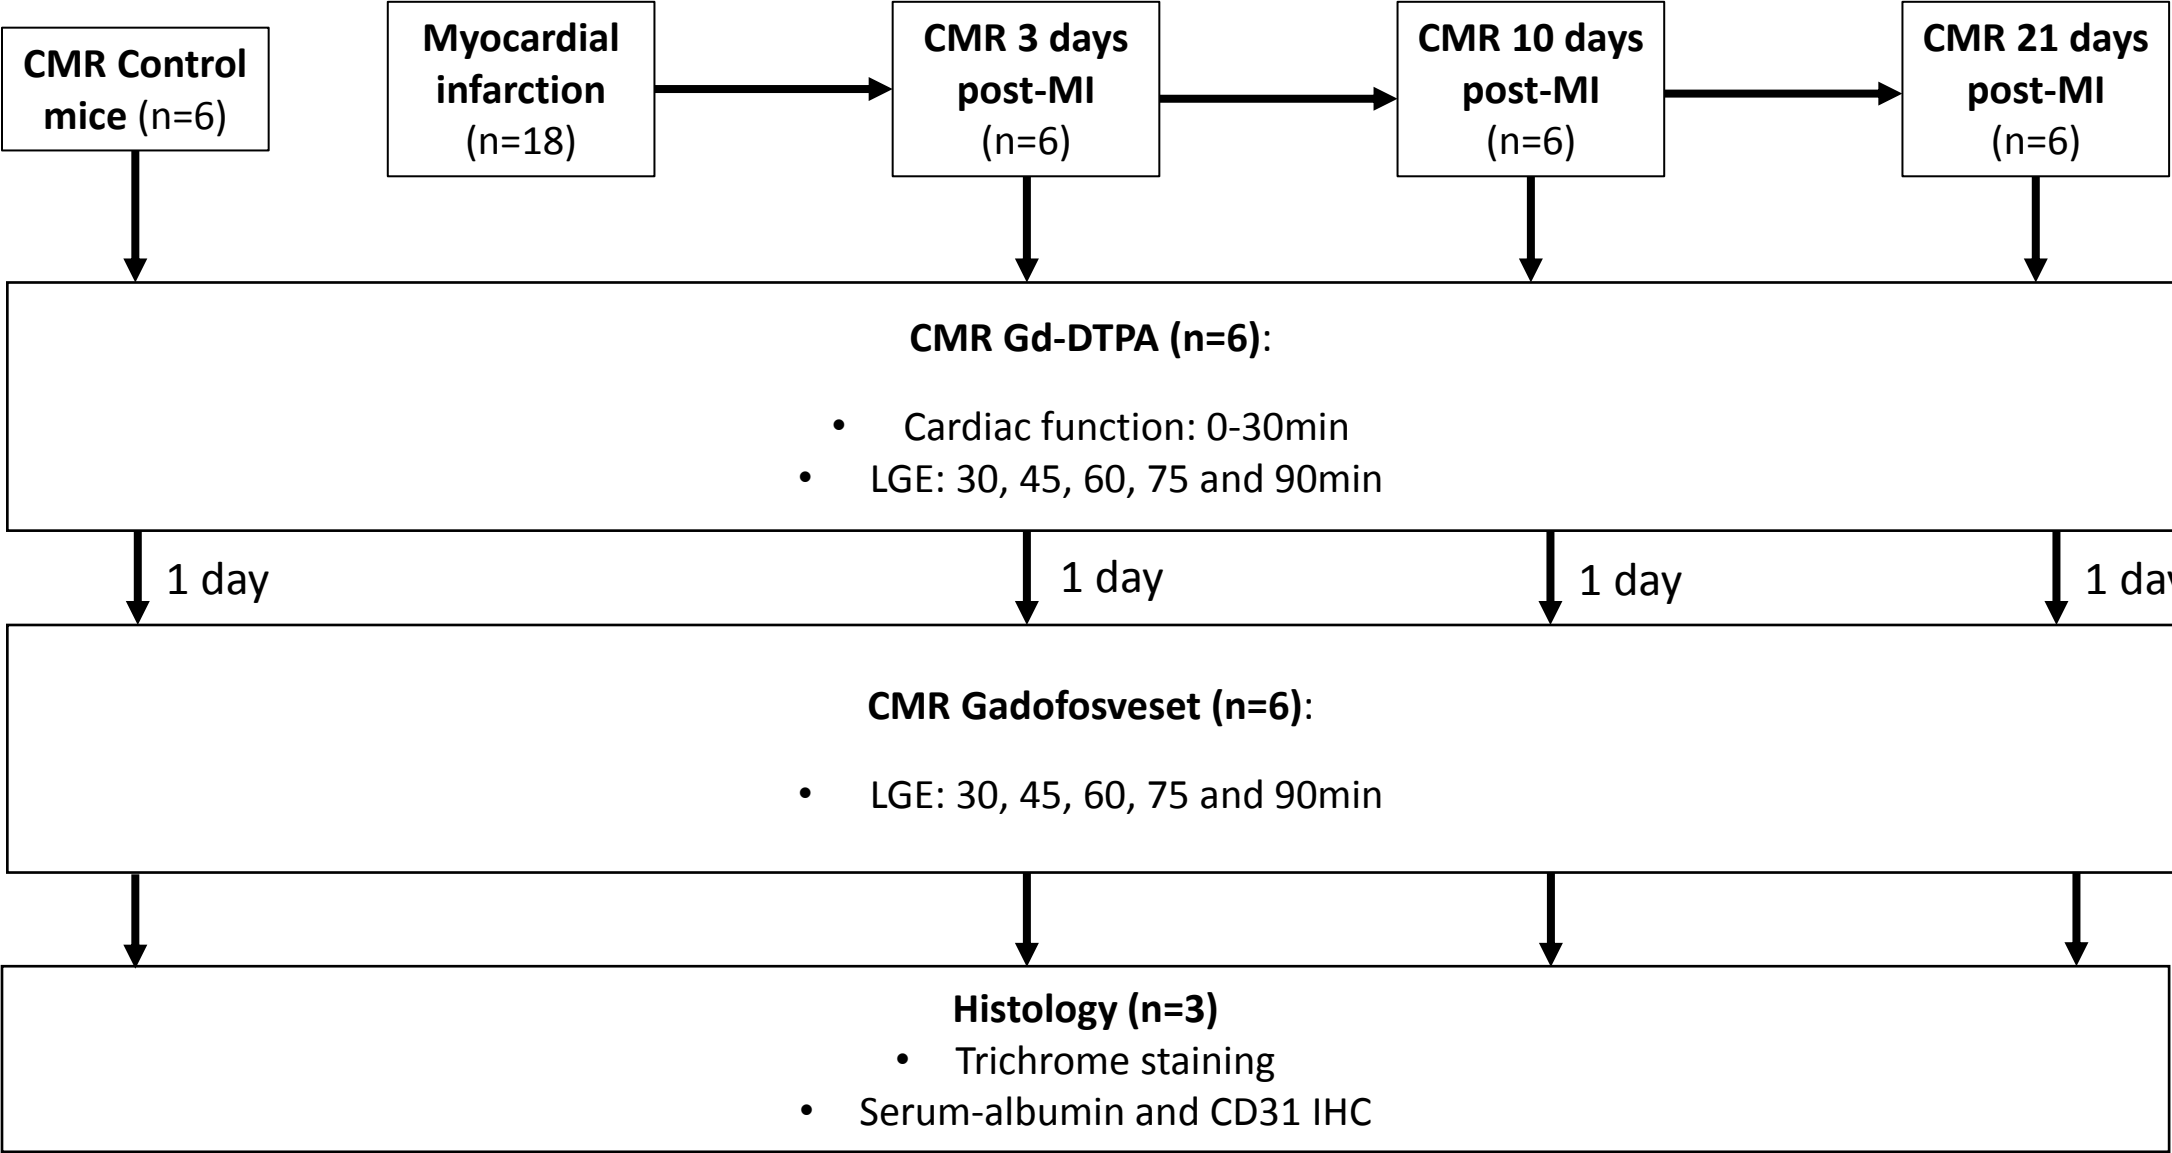 CMR Control
mice (n=6)
Myocardial
infarction
(n=18)
CMR 3 days
post-MI
(n=6)
CMR 10 days
post-MI
(n=6)
CMR 21 days
post-MI
(n=6)
CMR Gd-DTPA (n=6):
• Cardiac function: 0-30min
• LGE: 30, 45, 60, 75 and 90min
1 day
1 day
1 day
1 da
CMR Gadofosveset (n=6):
• LGE: 30, 45, 60, 75 and 90min
Histology (n=3)
• Trichrome staining
• Serum-albumin and CD31 IHC